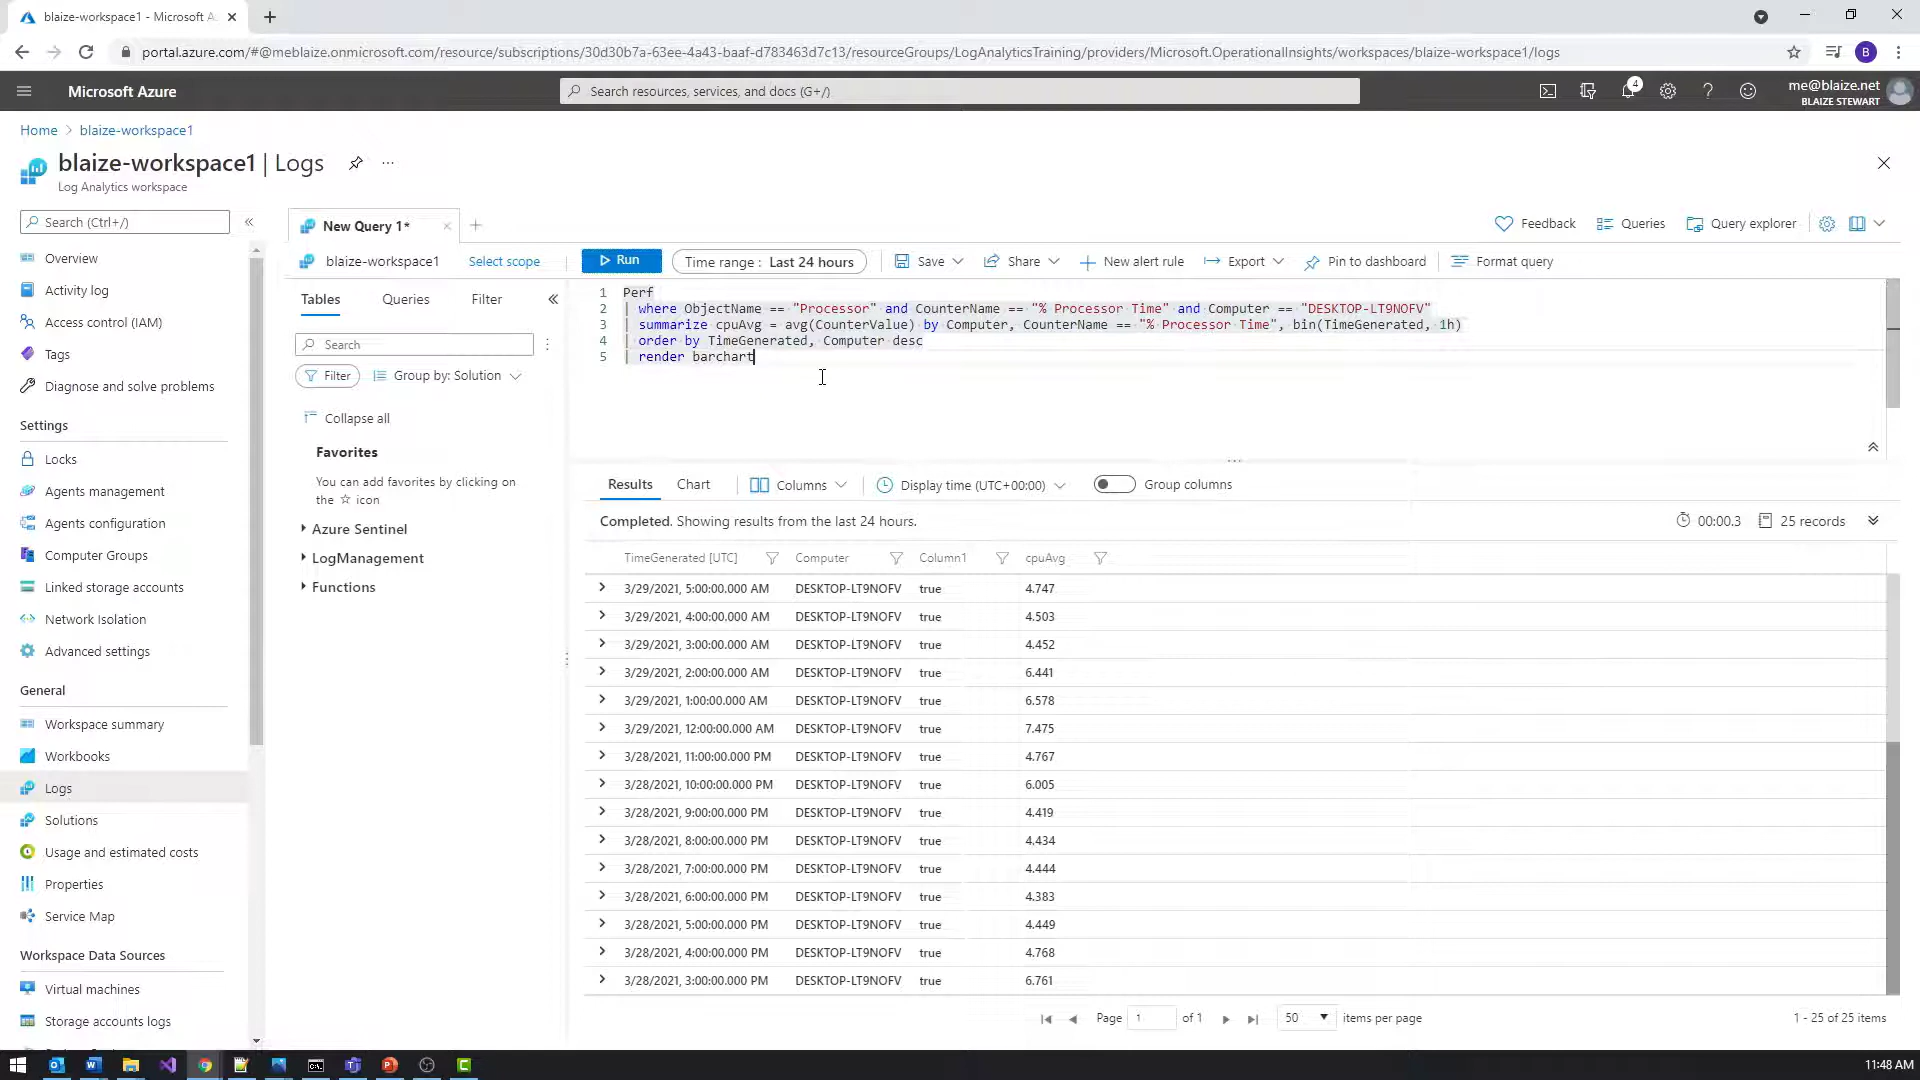 blaize-workspace1 - Microsoft A
portal.azure.com/#@meblaize.onmicrosoft.com/resource/subscriptions/30d30b7a-63ee-4a43-baaf-d783463d7c13/resourceGroups/LogAnalyticsTraining/providers/Microsoft.OperationalInsights/workspaces/blaize-workspace1/logs
B
Microsoft Azure
Search resources, services, and docs (G+/)
4
me@blaize.net
BLAIZE STEWART
Home > blaize-workspace1
blaize-workspace1 | Logs
Log Analytics workspace
Search (Ctrl+/)
Overview
Activity log
Access control (IAM)
Tags
Diagnose and solve problems
Settings
Locks
Agents management
Agents configuration
Computer Groups
Linked storage accounts
Network Isolation
Advanced settings
General
Workspace summary
Workbooks
Logs
Solutions
Usage and estimated costs
Properties
Service Map
Workspace Data Sources
Virtual machines
Storage accounts logs
New Query 1*
Feedback
Queries
Query explorer
blaize-workspace1
Select scope
Run
Time range : Last 24 hours
Save
Share
New alert rule
Export
Pin to dashboard
Format query
Tables
Queries
Filter
Search
Filter
Group by: Solution
Collapse all
Favorites
You can add favorites by clicking on
the ☆ icon
Azure Sentinel
LogManagement
Functions
1 Perf
2 | where ObjectName == "Processor" and CounterName == "% Processor Time" and Computer == "DESKTOP-LT9NOFV"
3 | summarize cpuAvg = avg(CounterValue) by Computer, CounterName == "% Processor Time", bin(TimeGenerated, 1h)
4 | order by TimeGenerated, Computer desc
5 | render barchart
Results
Chart
Columns
Display time (UTC+00:00)
Group columns
Completed. Showing results from the last 24 hours.
00:00.3
25 records
TimeGenerated [UTC] Computer Column1 cpuAvg
3/29/2021, 5:00:00.000 AM DESKTOP-LT9NOFV true 4.747
3/29/2021, 4:00:00.000 AM DESKTOP-LT9NOFV true 4.503
3/29/2021, 3:00:00.000 AM DESKTOP-LT9NOFV true 4.452
3/29/2021, 2:00:00.000 AM DESKTOP-LT9NOFV true 6.441
3/29/2021, 1:00:00.000 AM DESKTOP-LT9NOFV true 6.578
3/29/2021, 12:00:00.000 AM DESKTOP-LT9NOFV true 7.475
3/28/2021, 11:00:00.000 PM DESKTOP-LT9NOFV true 4.767
3/28/2021, 10:00:00.000 PM DESKTOP-LT9NOFV true 6.005
3/28/2021, 9:00:00.000 PM DESKTOP-LT9NOFV true 4.419
3/28/2021, 8:00:00.000 PM DESKTOP-LT9NOFV true 4.434
3/28/2021, 7:00:00.000 PM DESKTOP-LT9NOFV true 4.444
3/28/2021, 6:00:00.000 PM DESKTOP-LT9NOFV true 4.383
3/28/2021, 5:00:00.000 PM DESKTOP-LT9NOFV true 4.449
3/28/2021, 4:00:00.000 PM DESKTOP-LT9NOFV true 4.768
3/28/2021, 3:00:00.000 PM DESKTOP-LT9NOFV true 6.761
Page 1 of 1
50 items per page
1 - 25 of 25 items
11:48 AM